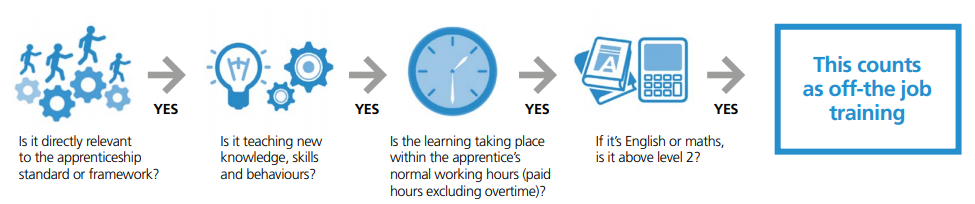 YES
YES
YES
YES
This counts
as off-the job
training
Is it directly relevant
to the apprenticeship
standard or framework?
Is it teaching new
knowledge, skills
and behaviours?
Is the learning taking place
within the apprentice's
normal working hours (paid
hours excluding overtime)?
If it's English or maths,
is it above level 2?